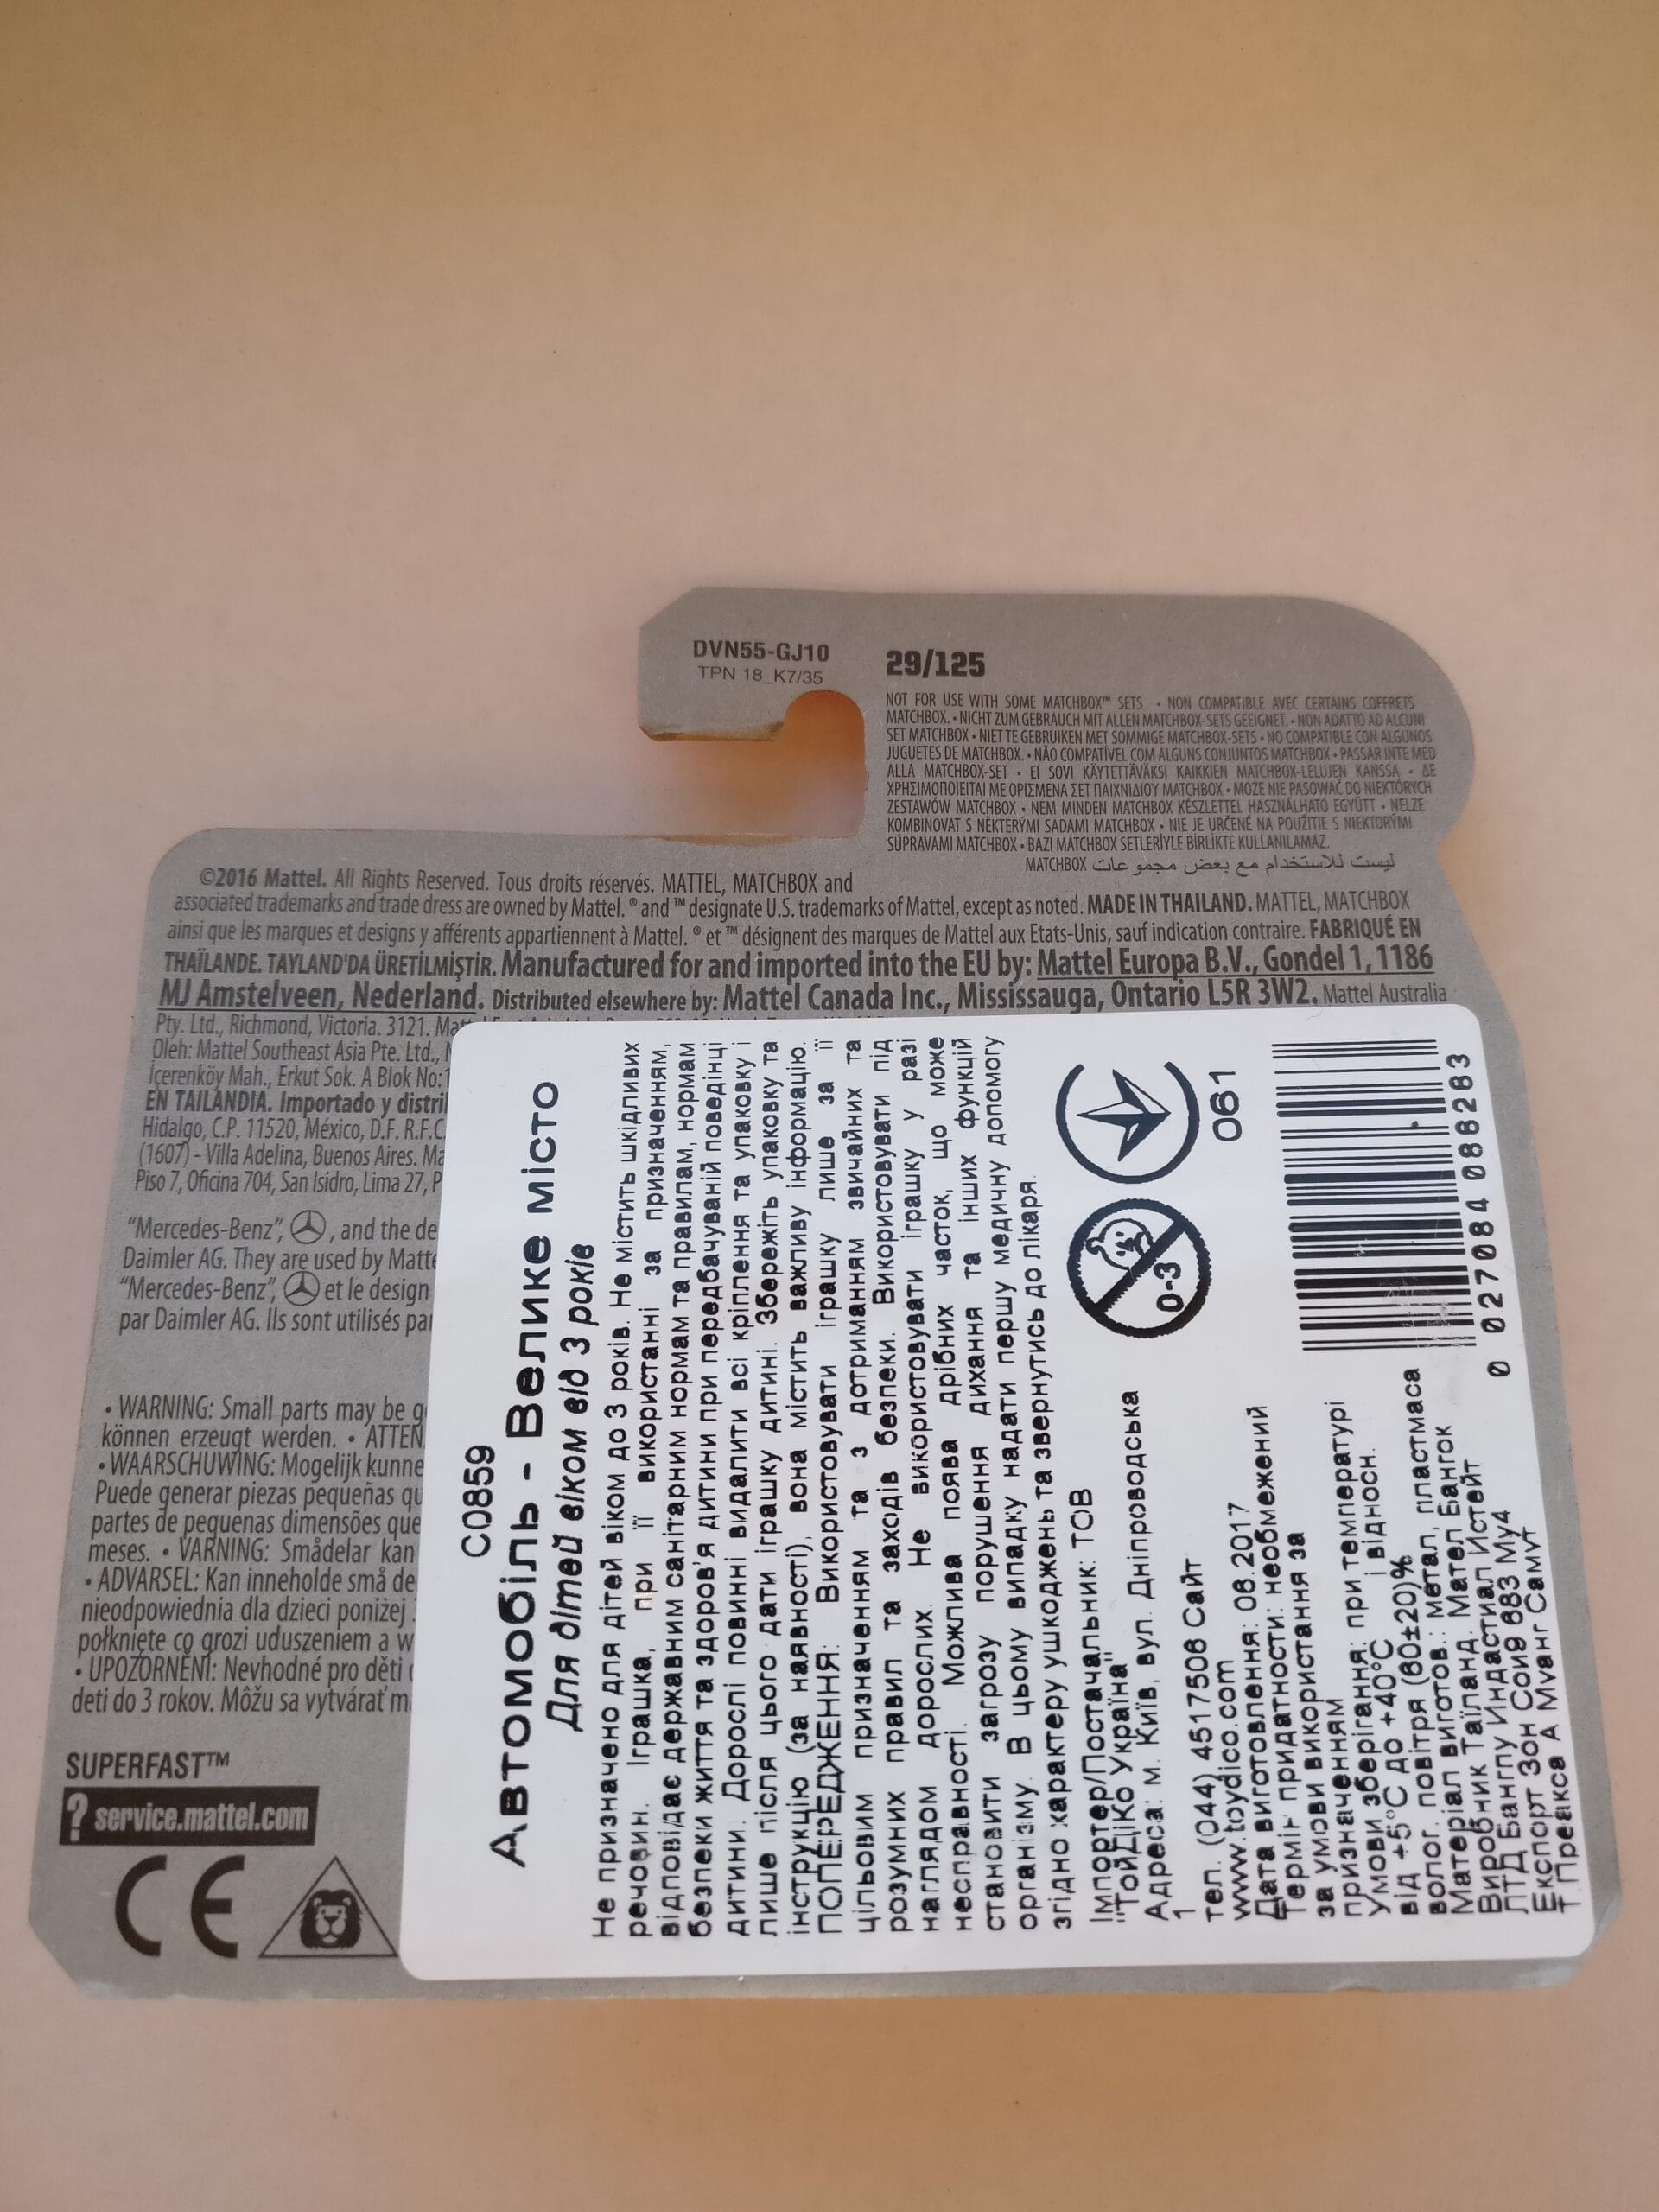 DVN55-GJ10
TPN 18_K7/35
29/125
NOT FOR USE WITH SOME MATCHBOX™ SETS • NON COMPATIBLE AVEC CERTAINS COFFRETS
MATCHBOX. • NICHT ZUM GEBRAUCH MIT ALLEN MATCHBOX-SETS GEEIGNET. • NON ADATTO AD ALCUNI
SET MATCHBOX • NIET TE GEBRUIKEN MET SOMMIGE MATCHBOX-SETS • NO COMPATIBLE CON ALGUNOS
JUGUETES DE MATCHBOX. • NÃO COMPATÍVEL COM ALGUNS CONJUNTOS MATCHBOX • PASSAR INTE MED
ALLA MATCHBOX-SET • EI SOVI KÄYTETTÄVÄKSI KAIKKIEN MATCHBOX-LELUJEN KANSSA • ΔΕ
ΧΡΗΣΙΜΟΠΟΙΕΙΤΑΙ ΜΕ ΟΡΙΣΜΕΝΑ ΣΕΤ ΠΑΙΧΝΙΔΙΟΥ MATCHBOX • MOŻE NIE PASOWAĆ DO NIEKTÓRYCH
ZESTAWÓW MATCHBOX • NEM MINDEN MATCHBOX KÉSZLETTEL HASZNÁLHATÓ EGYÜTT • NELZE
KOMBINOVAT S NĚKTERÝMI SADAMI MATCHBOX • NIE JE URČENÉ NA POUŽITIE S NIEKTORÝMI
SÚPRAVAMI MATCHBOX • BAZI MATCHBOX SETLERİYLE BİRLİKTE KULLANILAMAZ.
ليست للاستخدام مع بعض مجموعات MATCHBOX
©2016 Mattel. All Rights Reserved. Tous droits réservés. MATTEL, MATCHBOX and
associated trademarks and trade dress are owned by Mattel. ® and ™ designate U.S. trademarks of Mattel, except as noted. MADE IN THAILAND. MATTEL, MATCHBOX
ainsi que les marques et designs y afférents appartiennent à Mattel. ® et ™ désignent des marques de Mattel aux Etats-Unis, sauf indication contraire. FABRIQUÉ EN
THAÏLANDE. TAYLAND'DA ÜRETİLMİŞTİR. Manufactured for and imported into the EU by: Mattel Europa B.V., Gondel 1, 1186
MJ Amstelveen, Nederland. Distributed elsewhere by: Mattel Canada Inc., Mississauga, Ontario L5R 3W2. Mattel Australia
Pty. Ltd., Richmond, Victoria. 3121.
Oleh: Mattel Southeast Asia Pte. Ltd.,
İçerenköy Mah., Erkut Sok. A Blok No:1
EN TAILANDIA. Importado y distri
Hidalgo, C.P. 11520, México, D.F. R.F.C.
(1607) - Villa Adelina, Buenos Aires. Ma
Piso 7, Oficina 704, San Isidro, Lima 27, P
“Mercedes-Benz”, , and the de
Daimler AG. They are used by Matte
“Mercedes-Benz”, et le design
par Daimler AG. Ils sont utilisés par
• WARNING: Small parts may be g
können erzeugt werden. • ATTEN
• WAARSCHUWING: Mogelijk kunne
Puede generar piezas pequeñas qu
partes de pequenas dimensões que
meses. • VARNING: Smådelar kan
• ADVARSEL: Kan inneholde små de
nieodpowiednia dla dzieci poniżej
połknięte co grozi uduszeniem a w
• UPOZORNĚNÍ: Nevhodné pro děti
deti do 3 rokov. Môžu sa vytvárať m
SUPERFAST™
? service.mattel.com
CE
C0859
Автомобіль - Велике місто
Для дітей віком від 3 років
Не призначено для дітей віком до 3 років. Не містить шкідливих
речовин. Іграшка, при її використанні за призначенням,
відповідає державним санітарним нормам та правилам, нормам
безпеки життя та здоров'я дитини при передбачуваній поведінці
дитини. Дорослі повинні видалити всі кріплення та упаковку і
лише після цього дати іграшку дитині. Збережіть упаковку та
інструкцію (за наявності), вона містить важливу інформацію.
ПОПЕРЕДЖЕННЯ: Використовувати іграшку лише за її
цільовим призначенням та з дотриманням звичайних та
розумних правил та заходів безпеки. Використовувати під
наглядом дорослих. Не використовувати іграшку у разі
несправності. Можлива поява дрібних часток, що може
становити загрозу порушення дихання та інших функцій
організму. В цьому випадку надати першу медичну допомогу
згідно характеру ушкоджень та звернутись до лікаря.
Імпортер/Постачальник: ТОВ
"ТойДіКо Україна"
Адреса: м. Київ, вул. Дніпроводська
1
тел. (044) 4517508 Сайт
www.toydico.com
Дата виготовлення: 08.2017
Термін придатности: необмежений
за умови використання за
призначенням
Умови зберігання: при температурі
від +5°С до +40°С і відносн.
волог. повітря (60±20)%
Матеріал виготов.: метал, пластмаса
Виробник Таїланд. Мател Бангок
ЛТД Бангпу Индастиал Истейт
Експорт Зон Сой9 683 Му4
Т.Преакса А Муанг Самут
0-3
061
0 027084 086263